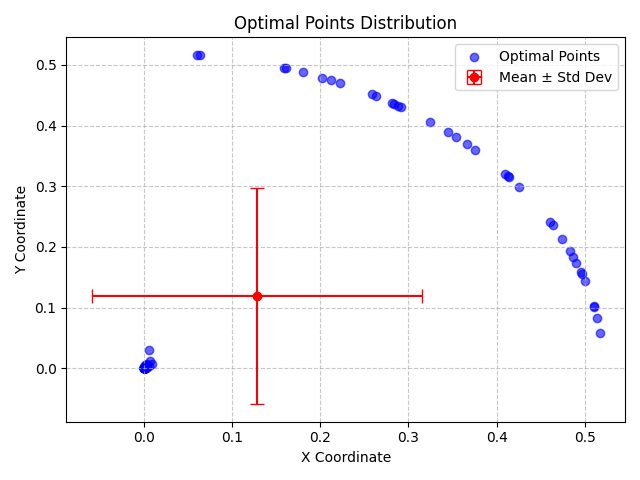 Optimal Points Distribution
Optimal Points
Mean ± Std Dev
Y Coordinate
0.5
0.4
0.3
0.2
0.1
0.0
0.0 0.1 0.2 0.3 0.4 0.5
X Coordinate